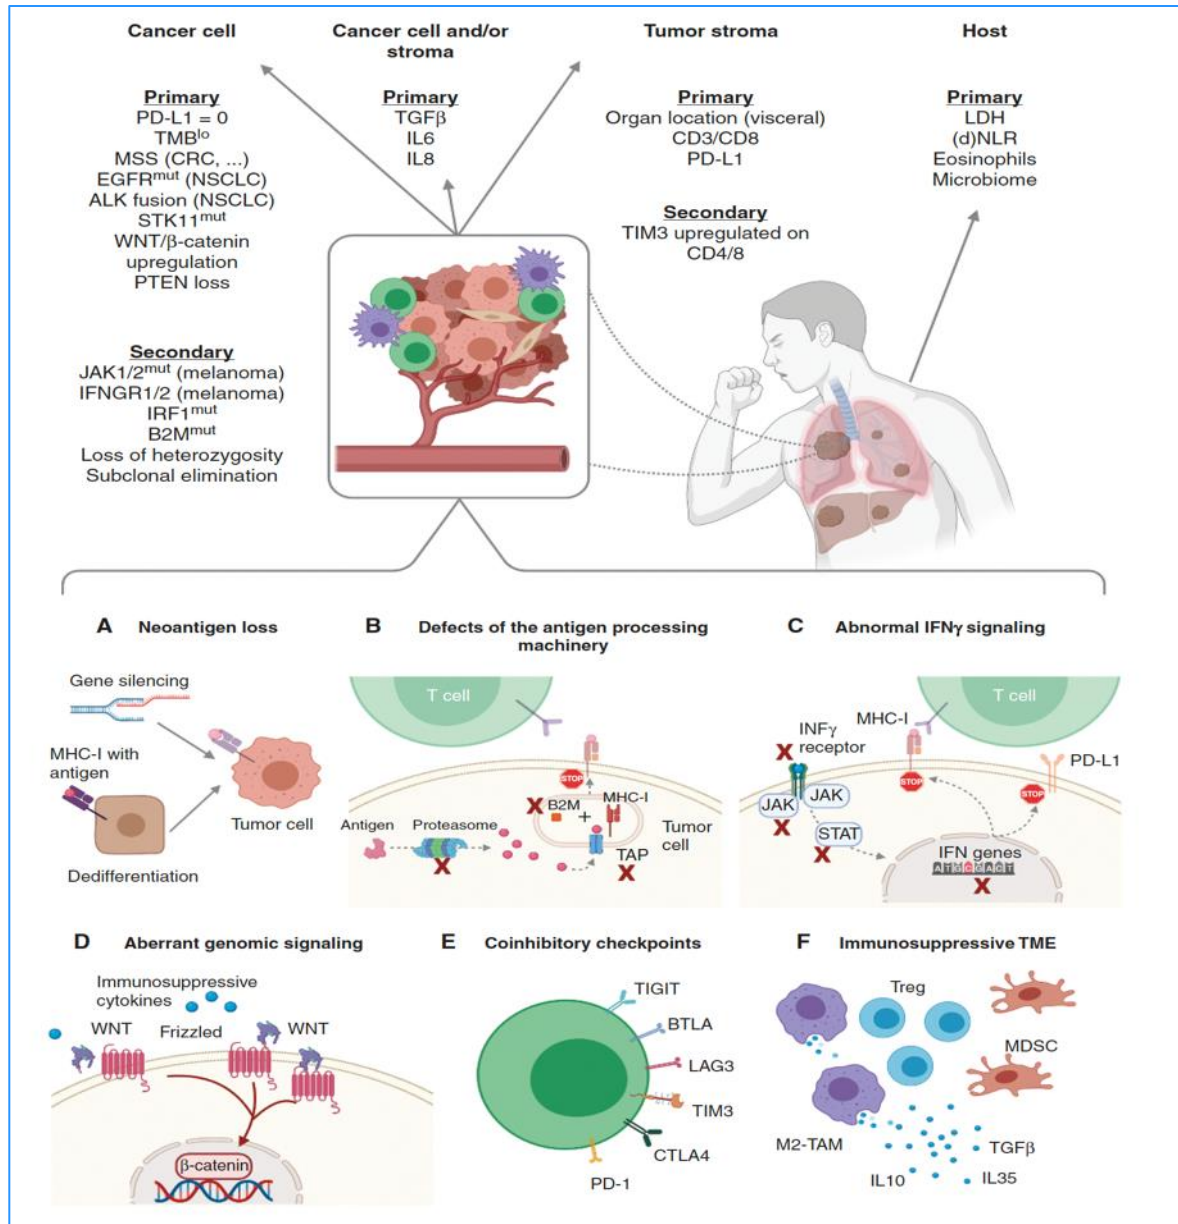 Cancer cell
Primary
PD-L1 = 0
TMBlo
MSS (CRC, ...)
EGFRmut (NSCLC)
ALK fusion (NSCLC)
STK11mut
WNT/β-catenin
upregulation
PTEN loss
Secondary
JAK1/2mut (melanoma)
IFNGR1/2 (melanoma)
IRF1mut
B2Mmut
Loss of heterozygosity
Subclonal elimination
Cancer cell and/or
stroma
Primary
TGFβ
IL6
IL8
Tumor stroma
Primary
Organ location (visceral)
CD3/CD8
PD-L1
Secondary
TIM3 upregulated on
CD4/8
Host
Primary
LDH
(d)NLR
Eosinophils
Microbiome
A Neoantigen loss
Gene silencing
MHC-I with
antigen
Tumor cell
Dedifferentiation
B Defects of the antigen processing
machinery
T cell
STOP
X B2M + MHC-I
Antigen
Proteasome
X
TAP
X
Tumor
cell
C Abnormal IFNγ signaling
T cell
MHC-I
INFγ
receptor
X
PD-L1
STOP
STOP
JAK
JAK
X
STAT
X
IFN genes
ATGCCACT
X
D Aberrant genomic signaling
Immunosuppressive
cytokines
WNT
Frizzled
WNT
β-catenin
E Coinhibitory checkpoints
TIGIT
BTLA
LAG3
TIM3
CTLA4
PD-1
F Immunosuppressive TME
Treg
MDSC
M2-TAM
TGFβ
IL10
IL35